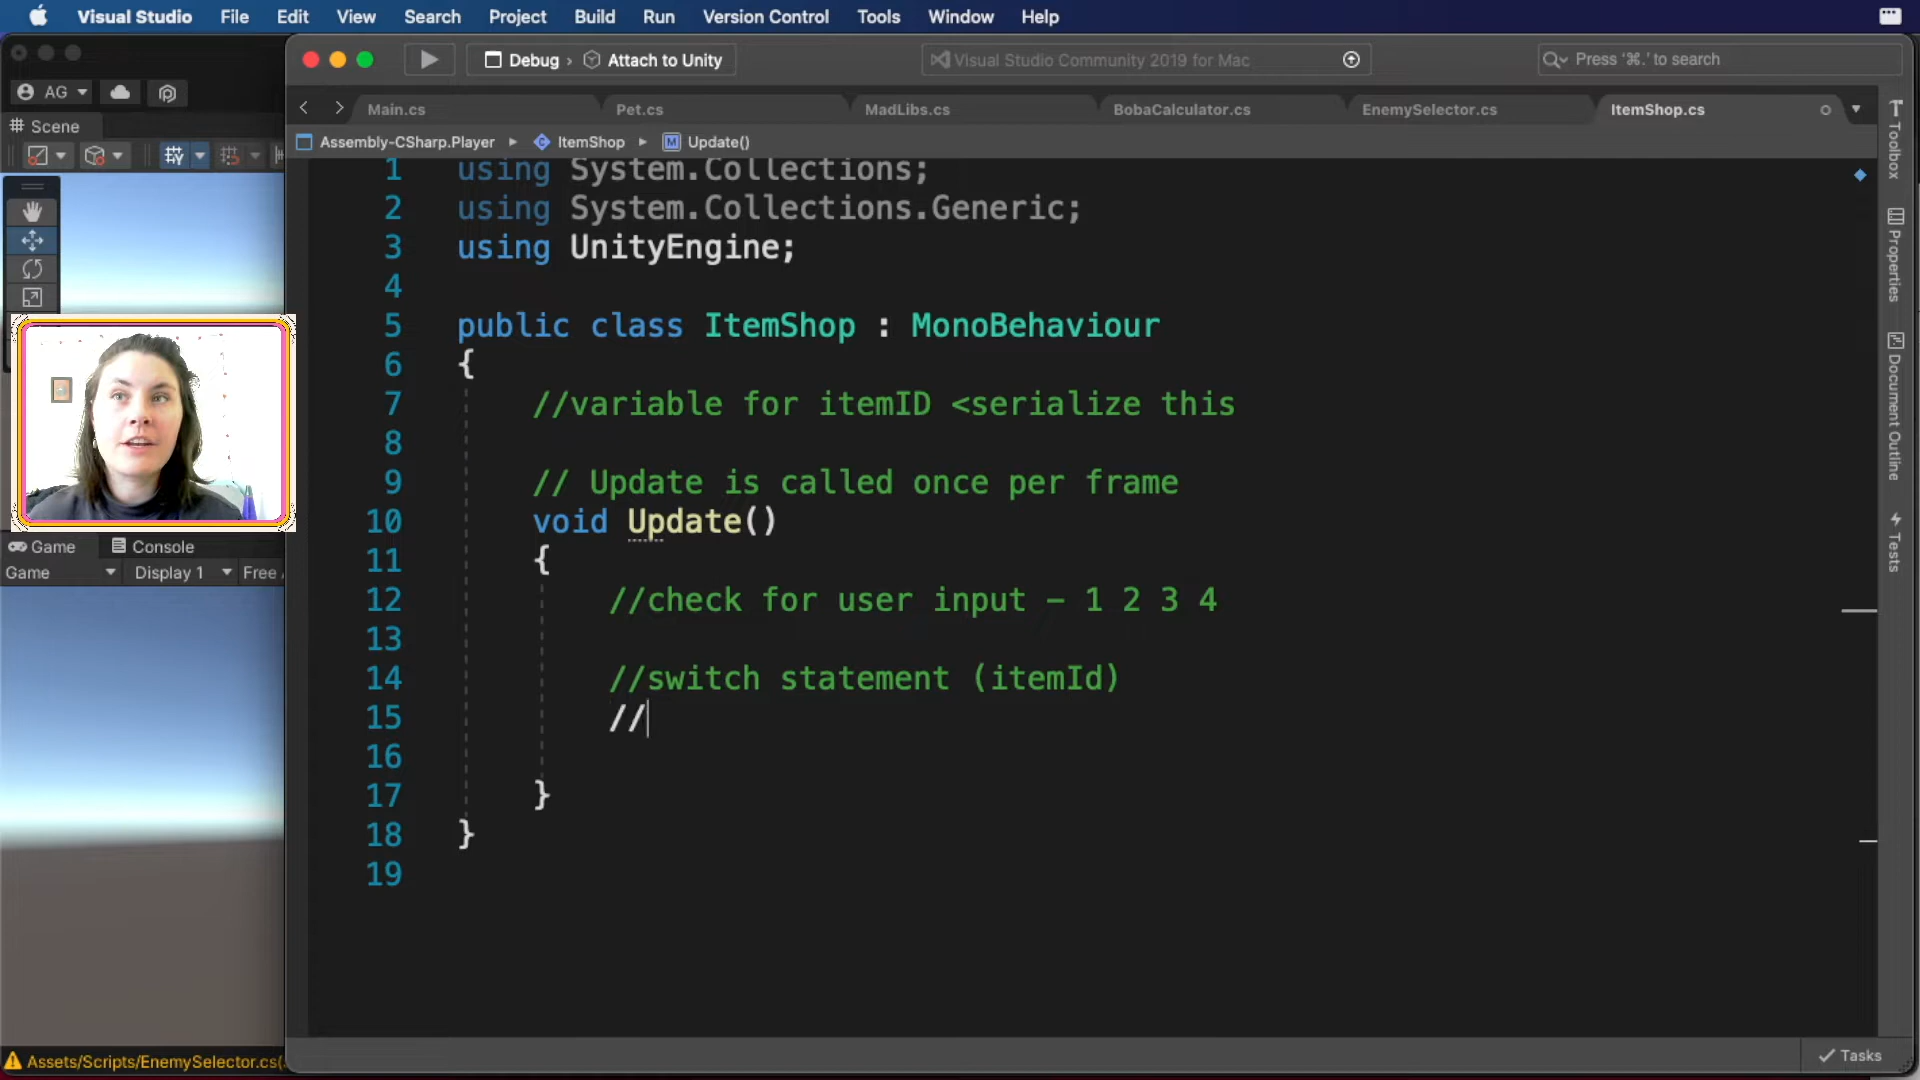 Visual Studio File Edit View Search Project Build Run Version Control Tools Window Help
AG
Debug › Attach to Unity
Visual Studio Community 2019 for Mac
Press ‘⌘.’ to search
Main.cs Pet.cs MadLibs.cs BobaCalculator.cs EnemySelector.cs ItemShop.cs
# Scene
Assembly-CSharp.Player ItemShop M Update()
1 using System.Collections;
2 using System.Collections.Generic;
3 using UnityEngine;
4
5 public class ItemShop : MonoBehaviour
6 {
7 //variable for itemID <serialize this
8
9 // Update is called once per frame
10 void Update()
11 {
12 //check for user input - 1 2 3 4
13
14 //switch statement (itemId)
15 //
16
17 }
18 }
19
Toolbox
Properties
Document Outline
Tests
Game Console
Game Display 1 Free
Assets/Scripts/EnemySelector.cs(
Tasks